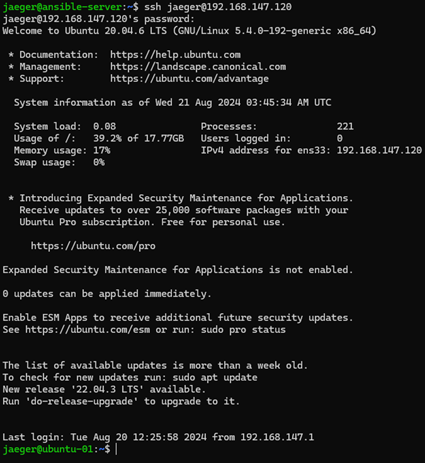 jaeger@ansible-server:~$ ssh jaeger@192.168.147.120
jaeger@192.168.147.120's password:
Welcome to Ubuntu 20.04.6 LTS (GNU/Linux 5.4.0-192-generic x86_64)
* Documentation: https://help.ubuntu.com
* Management: https://landscape.canonical.com
* Support: https://ubuntu.com/advantage
System information as of Wed 21 Aug 2024 03:45:34 AM UTC
System load: 0.08 Processes: 221
Usage of /: 39.2% of 17.77GB Users logged in: 0
Memory usage: 17% IPv4 address for ens33: 192.168.147.120
Swap usage: 0%
* Introducing Expanded Security Maintenance for Applications.
Receive updates to over 25,000 software packages with your
Ubuntu Pro subscription. Free for personal use.
https://ubuntu.com/pro
Expanded Security Maintenance for Applications is not enabled.
0 updates can be applied immediately.
Enable ESM Apps to receive additional future security updates.
See https://ubuntu.com/esm or run: sudo pro status
The list of available updates is more than a week old.
To check for new updates run: sudo apt update
New release '22.04.3 LTS' available.
Run 'do-release-upgrade' to upgrade to it.
Last login: Tue Aug 20 12:25:58 2024 from 192.168.147.1
jaeger@ubuntu-01:~$